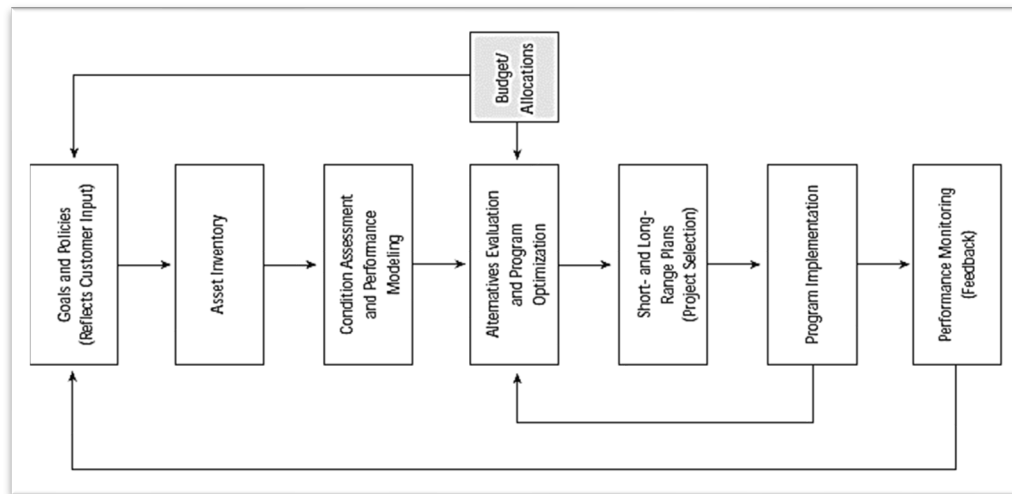 Budget/
Allocations
Goals and Policies
(Reflects Customer Input)
Asset Inventory
Condition Assessment
and Performance
Modeling
Alternatives Evaluation
and Program
Optimization
Short- and Long-
Range Plans
(Project Selection)
Program Implementation
Performance Monitoring
(Feedback)